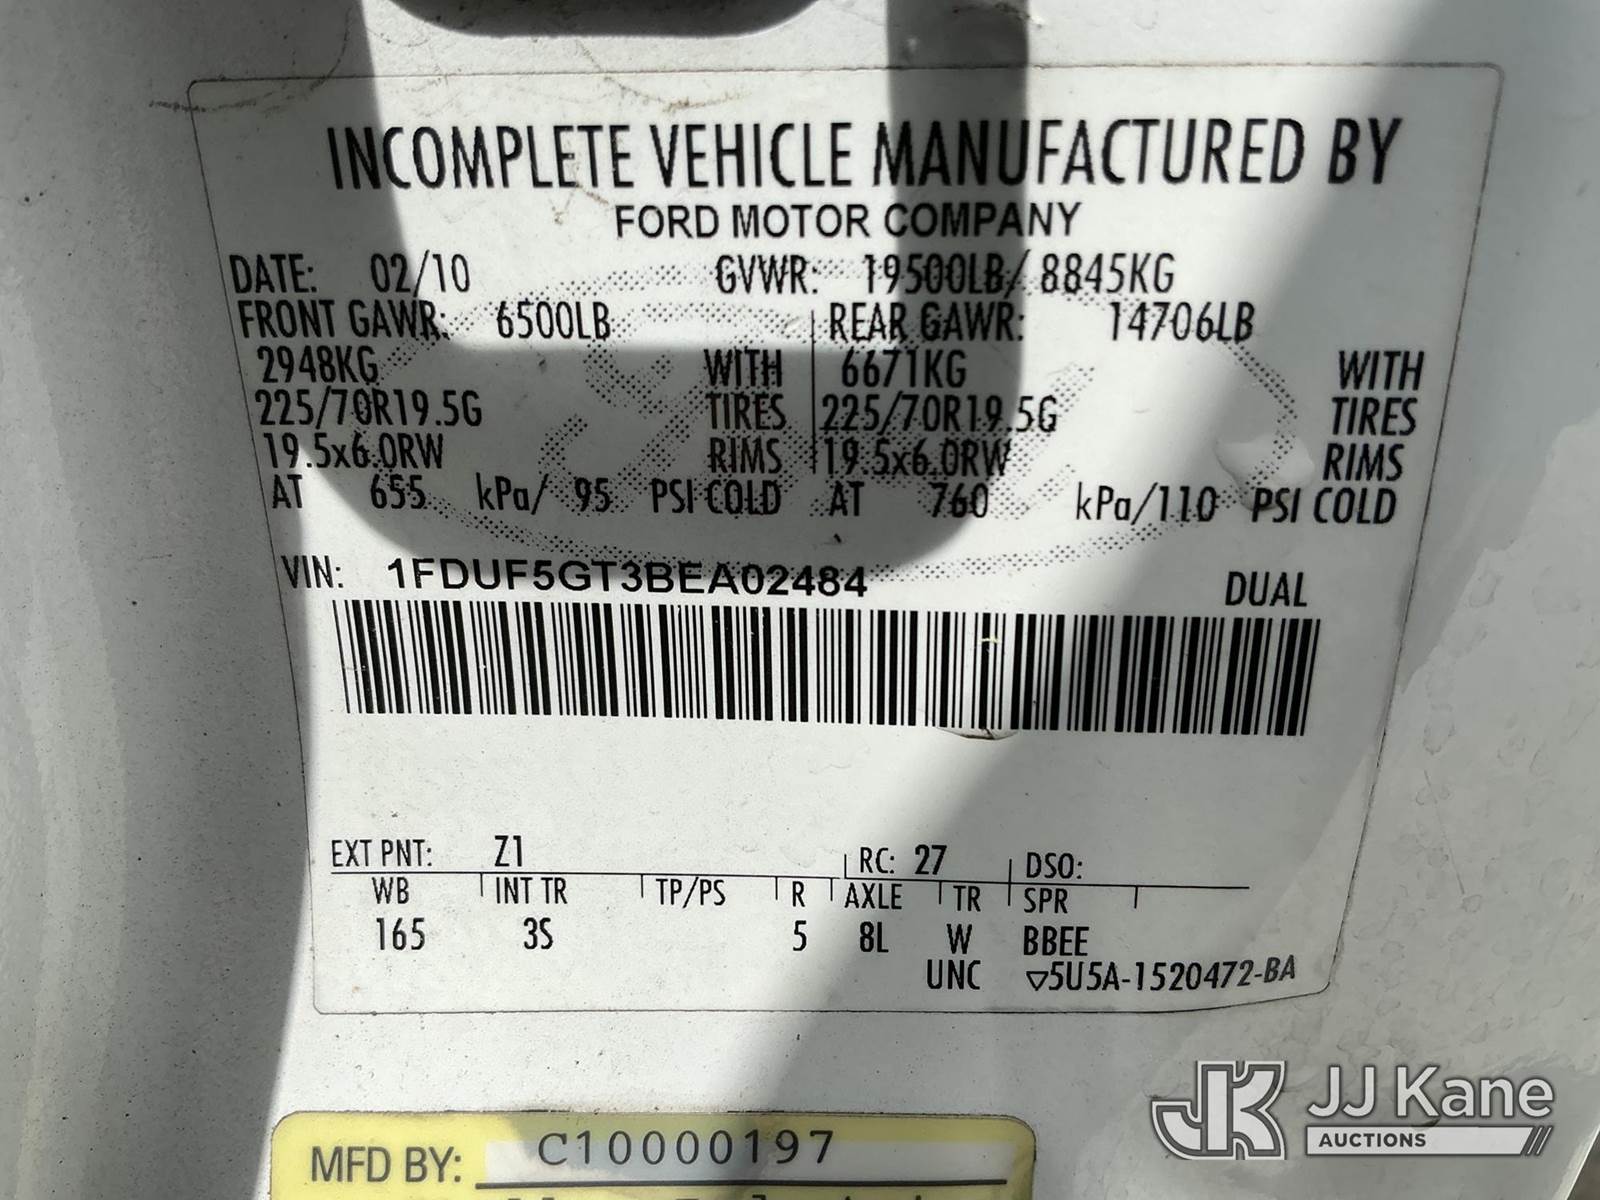 INCOMPLETE VEHICLE MANUFACTURED BY
FORD MOTOR COMPANY
DATE: 02/10 GVWR: 19500LB/ 8845KG
FRONT GAWR: 6500LB REAR GAWR: 14706LB
2948KG WITH 6671KG WITH
225/70R19.5G TIRES 225/70R19.5G TIRES
19.5x6.0RW RIMS 19.5x6.0RW RIMS
AT 655 kPa/ 95 PSI COLD AT 760 kPa/110 PSI COLD
VIN: 1FDUF5GT3BEA02484 DUAL
EXT PNT: Z1 RC: 27 DSO:
WB INT TR TP/PS R AXLE TR SPR
165 3S 5 8L W BBEE
UNC ▽5U5A-1520472-BA
MFD BY: C10000197
JK JJ Kane
AUCTIONS